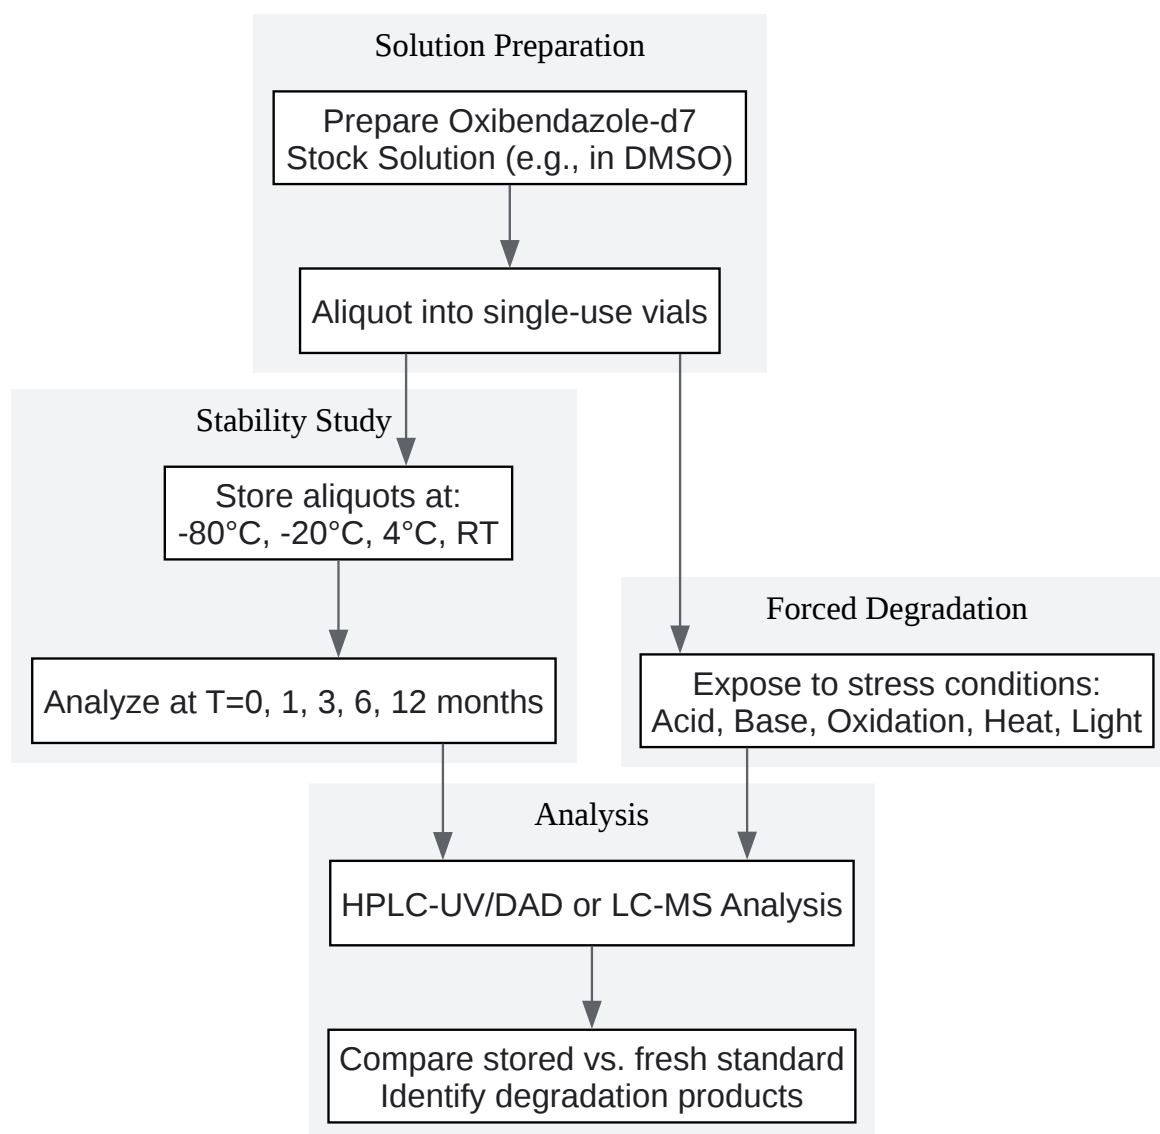 Solution Preparation
Prepare Oxibendazole-d7
Stock Solution (e.g., in DMSO)
Aliquot into single-use vials
Stability Study
Store aliquots at:
-80°C, -20°C, 4°C, RT
Analyze at T=0, 1, 3, 6, 12 months
Forced Degradation
Expose to stress conditions:
Acid, Base, Oxidation, Heat, Light
Analysis
HPLC-UV/DAD or LC-MS Analysis
Compare stored vs. fresh standard
Identify degradation products